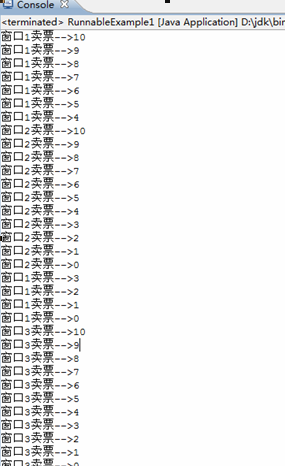 Console
<terminated> RunnableExample1 [Java Application] D:\jdk\bin
窗口1卖票-->10
窗口1卖票-->9
窗口1卖票-->8
窗口1卖票-->7
窗口1卖票-->6
窗口1卖票-->5
窗口1卖票-->4
窗口2卖票-->10
窗口2卖票-->9
窗口2卖票-->8
窗口2卖票-->7
窗口2卖票-->6
窗口2卖票-->5
窗口2卖票-->4
窗口2卖票-->3
窗口2卖票-->2
窗口2卖票-->1
窗口2卖票-->0
窗口1卖票-->3
窗口1卖票-->2
窗口1卖票-->1
窗口1卖票-->0
窗口3卖票-->10
窗口3卖票-->9
窗口3卖票-->8
窗口3卖票-->7
窗口3卖票-->6
窗口3卖票-->5
窗口3卖票-->4
窗口3卖票-->3
窗口3卖票-->2
窗口3卖票-->1
窗口3卖票-->0